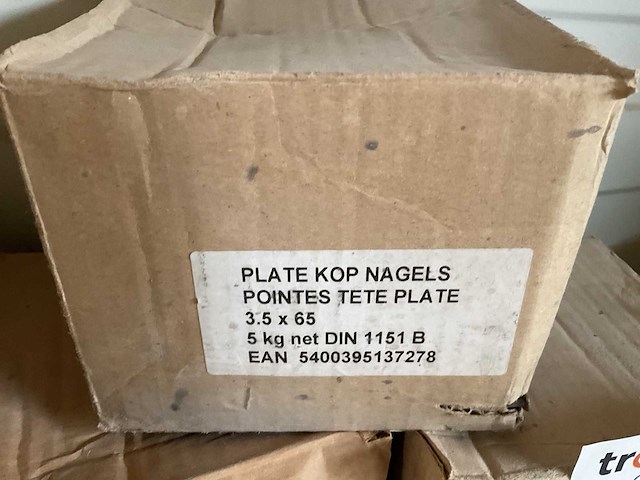 PLATE KOP NAGELS
POINTES TETE PLATE
3.5 x 65
5 kg net DIN 1151 B
EAN 5400395137278